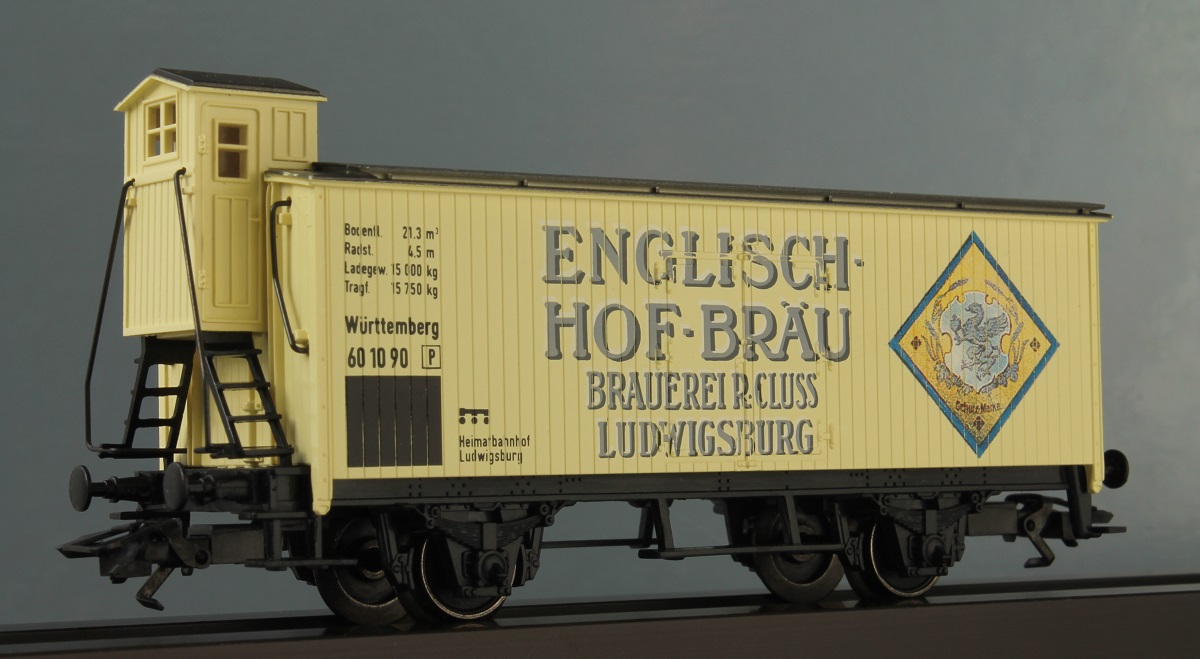 Bodenfl. 21.3 m²
Radst. 4,5 m
Ladegew. 15 000 kg
Tragf. 15 750 kg
Württemberg
60 10 90 P
Heimatbahnhof
Ludwigsburg
ENGLISCH-
HOF-BRÄU
BRAUEREI R. CLUSS
LUDWIGSBURG
Schutz-Marke.